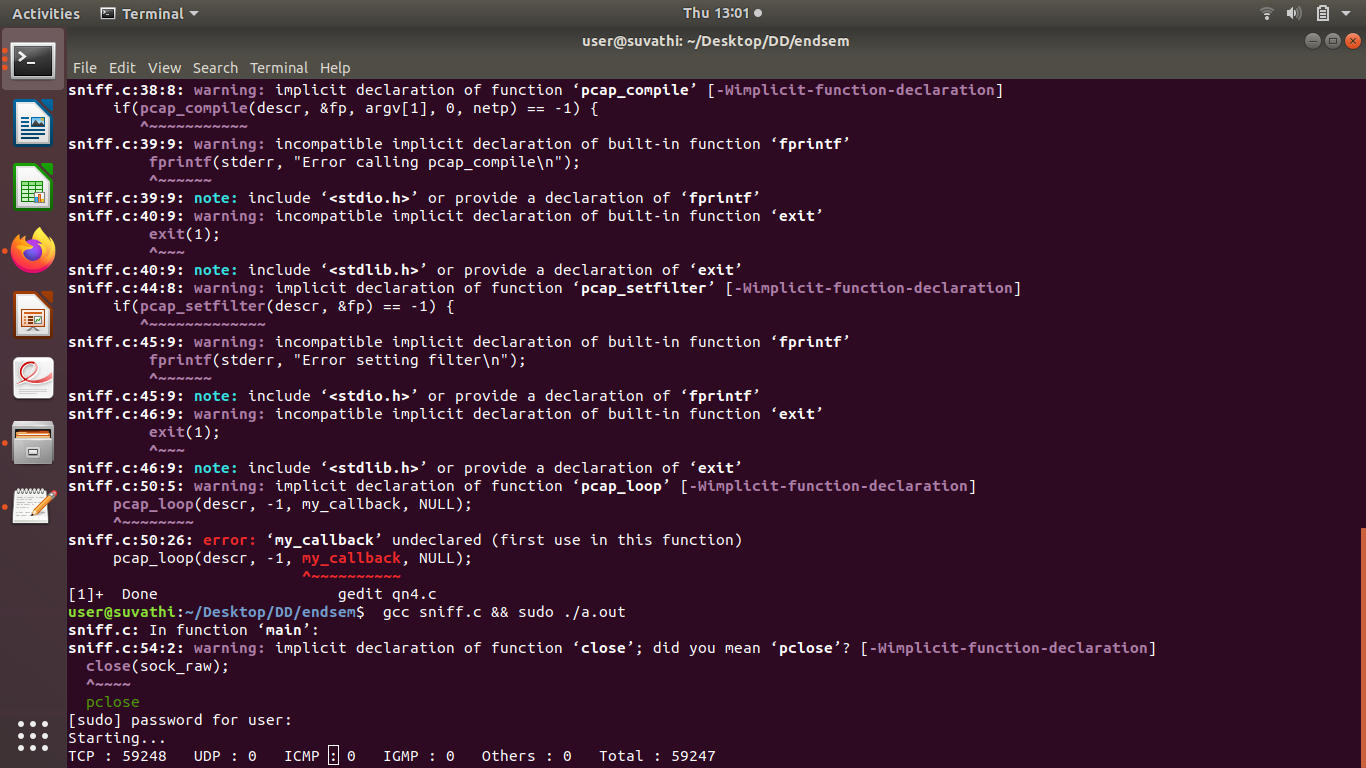 Activities Terminal Thu 13:01
user@suvathi: ~/Desktop/DD/endsem
File Edit View Search Terminal Help
sniff.c:38:8: warning: implicit declaration of function ‘pcap_compile’ [-Wimplicit-function-declaration]
     if(pcap_compile(descr, &fp, argv[1], 0, netp) == -1) {
        ^~~~~~~~~~~~
sniff.c:39:9: warning: incompatible implicit declaration of built-in function ‘fprintf’
         fprintf(stderr, "Error calling pcap_compile\n");
         ^~~~~~~
sniff.c:39:9: note: include ‘<stdio.h>’ or provide a declaration of ‘fprintf’
sniff.c:40:9: warning: incompatible implicit declaration of built-in function ‘exit’
         exit(1);
         ^~~~
sniff.c:40:9: note: include ‘<stdlib.h>’ or provide a declaration of ‘exit’
sniff.c:44:8: warning: implicit declaration of function ‘pcap_setfilter’ [-Wimplicit-function-declaration]
     if(pcap_setfilter(descr, &fp) == -1) {
        ^~~~~~~~~~~~~~
sniff.c:45:9: warning: incompatible implicit declaration of built-in function ‘fprintf’
         fprintf(stderr, "Error setting filter\n");
         ^~~~~~~
sniff.c:45:9: note: include ‘<stdio.h>’ or provide a declaration of ‘fprintf’
sniff.c:46:9: warning: incompatible implicit declaration of built-in function ‘exit’
         exit(1);
         ^~~~
sniff.c:46:9: note: include ‘<stdlib.h>’ or provide a declaration of ‘exit’
sniff.c:50:5: warning: implicit declaration of function ‘pcap_loop’ [-Wimplicit-function-declaration]
     pcap_loop(descr, -1, my_callback, NULL);
     ^~~~~~~~~
sniff.c:50:26: error: ‘my_callback’ undeclared (first use in this function)
     pcap_loop(descr, -1, my_callback, NULL);
                          ^~~~~~~~~~~
[1]+  Done                          gedit qn4.c
user@suvathi:~/Desktop/DD/endsem$  gcc sniff.c && sudo ./a.out
sniff.c: In function ‘main’:
sniff.c:54:2: warning: implicit declaration of function ‘close’; did you mean ‘pclose’? [-Wimplicit-function-declaration]
  close(sock_raw);
  ^~~~~
  pclose
[sudo] password for user:
Starting...
TCP : 59248   UDP : 0   ICMP : 0   IGMP : 0   Others : 0   Total : 59247